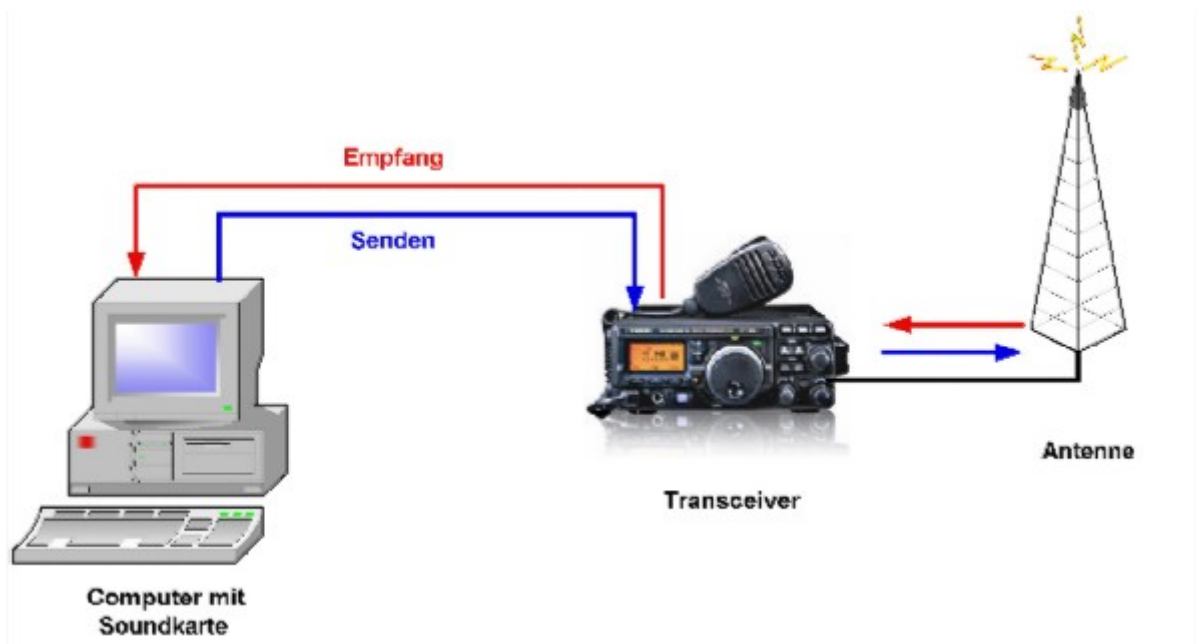 Empfang
Senden
Antenne
Transceiver
Computer mit
Soundkarte